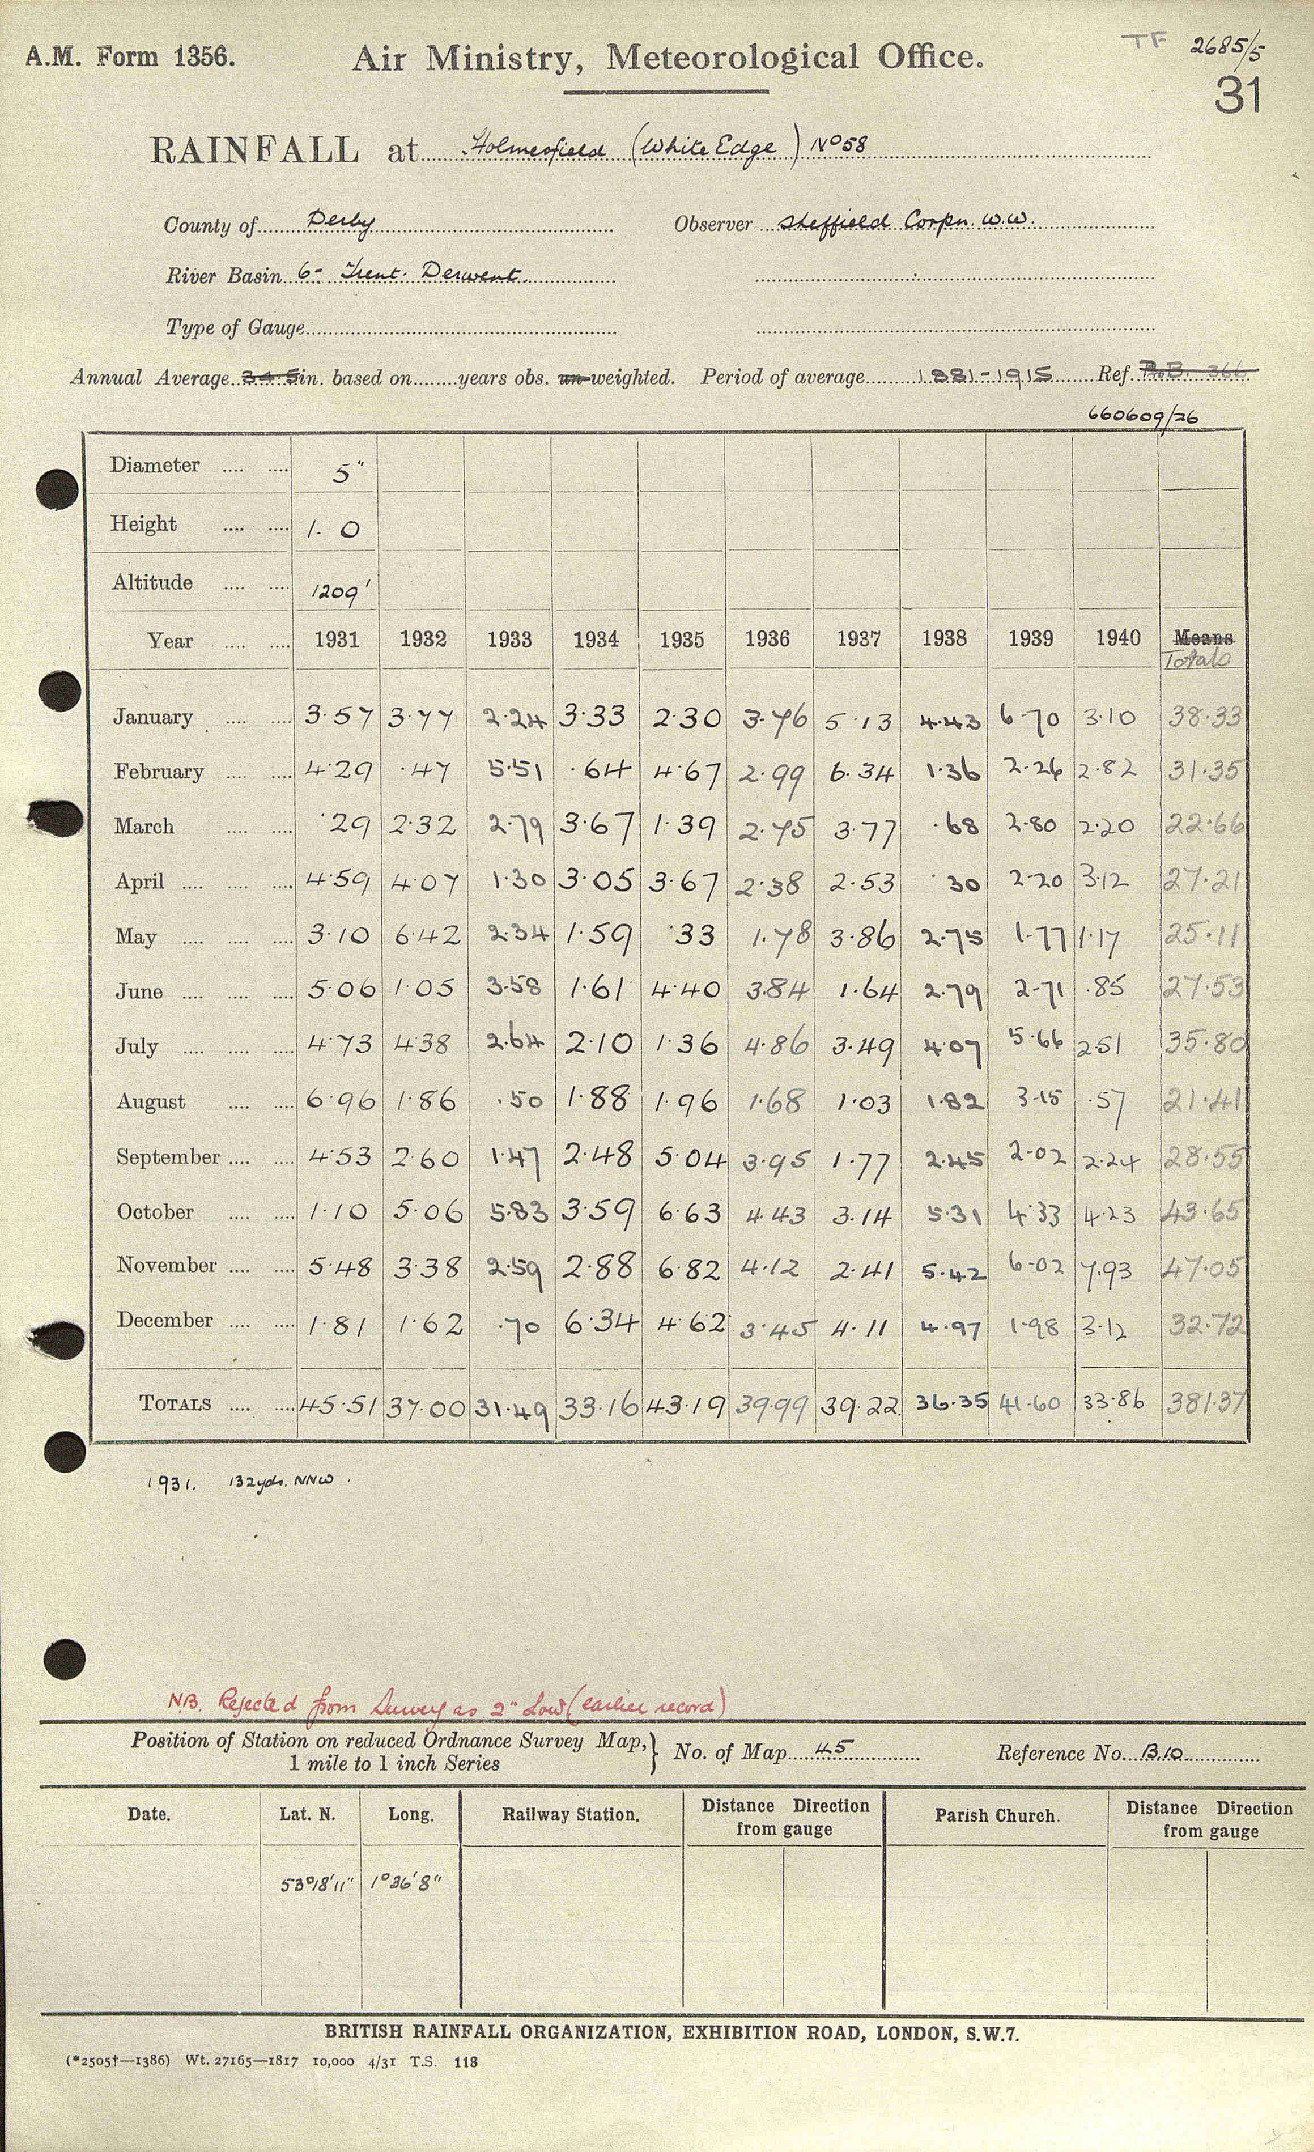 A.M. Form 1356.
Air Ministry, Meteorological Office.
TF 2685/5
31
RAINFALL at Holmesfield (White Edge) No 58
County of Derby Observer Sheffield Corpn. W.W.
River Basin 6- Trent. Derwent
Type of Gauge
Annual Average 34.5 in. based on years obs. un-weighted. Period of average 1881-1915 Ref. R.B. 366
660609/26
Diameter 5"
Height 1. 0
Altitude 1209'
Year 1931 1932 1933 1934 1935 1936 1937 1938 1939 1940 Means
Totals
January 3.57 3.77 2.24 3.33 2.30 3.76 5.13 4.43 6.70 3.10 38.33
February 4.29 .47 5.51 .64 4.67 2.99 6.34 1.36 2.26 2.82 31.35
March .29 2.32 2.79 3.67 1.39 2.75 3.77 .68 2.80 2.20 22.66
April 4.59 4.07 1.30 3.05 3.67 2.38 2.53 30 2.20 3.12 27.21
May 3.10 6.42 2.34 1.59 .33 1.78 3.86 2.75 1.77 1.17 25.11
June 5.06 1.05 3.58 1.61 4.40 3.84 1.64 2.79 2.71 .85 27.53
July 4.73 4.38 2.64 2.10 1.36 4.86 3.49 4.07 5.66 2.51 35.80
August 6.96 1.86 .50 1.88 1.96 1.68 1.03 1.82 3.15 .57 21.41
September 4.53 2.60 1.47 2.48 5.04 3.95 1.77 2.45 2.02 2.24 28.55
October 1.10 5.06 5.83 3.59 6.63 4.43 3.14 5.31 4.33 4.23 43.65
November 5.48 3.38 2.59 2.88 6.82 4.12 2.41 5.42 6.02 7.93 47.05
December 1.81 1.62 .70 6.34 4.62 3.45 4.11 4.97 1.98 3.12 32.72
TOTALS 45.51 37.00 31.49 33.16 43.19 39.99 39.22 36.35 41.60 33.86 381.37
1931. 132 yds. NNW.
N.B. Rejected from Survey as 2" low (earlier record)
Position of Station on reduced Ordnance Survey Map, 1 mile to 1 inch Series } No. of Map 45 Reference No. B.10
Date. Lat. N. Long. Railway Station. Distance Direction from gauge Parish Church. Distance Direction from gauge
53°18'11" 1°36'8"
BRITISH RAINFALL ORGANIZATION, EXHIBITION ROAD, LONDON, S.W.7.
(*2505†—1386) Wt. 27165—1817 10,000 4/31 T.S. 118